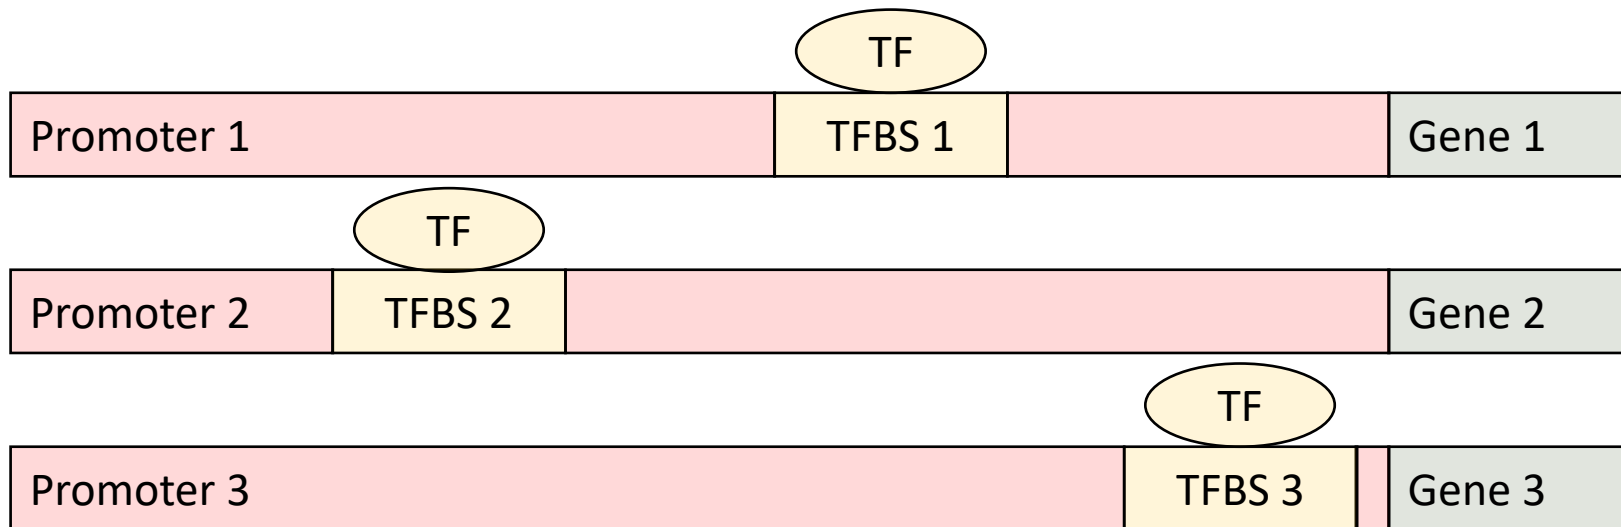 TF
Promoter 1 TFBS 1 Gene 1
TF
Promoter 2 TFBS 2 Gene 2
TF
Promoter 3 TFBS 3 Gene 3